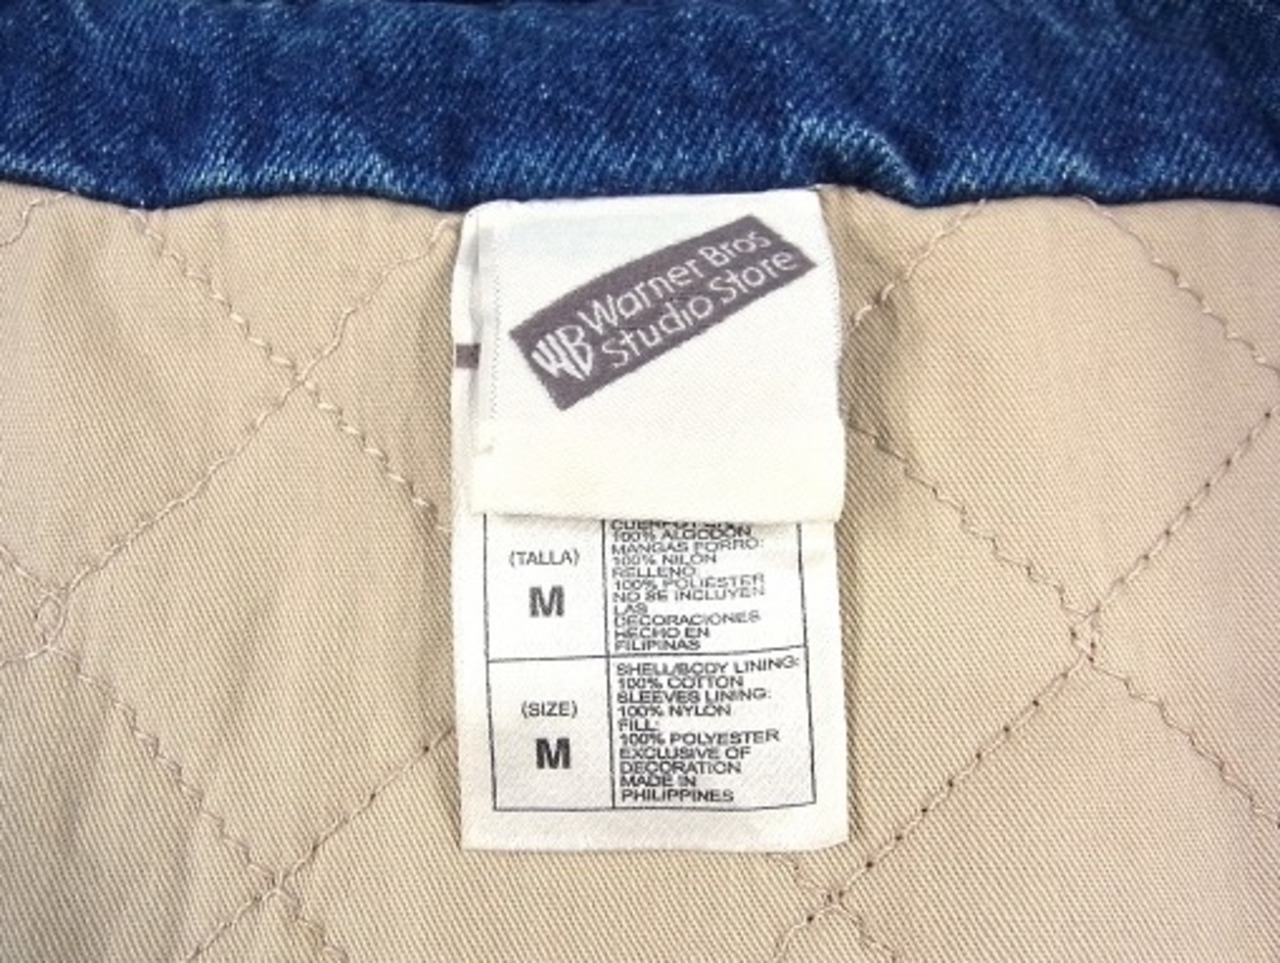 WB Warner Bros
Studio Store
(TALLA)
M
100% ALGODON
MANGAS FORRO:
100% NILON
RELLENO
100% POLIESTER
NO SE INCLUYEN
LAS
DECORACIONES
HECHO EN
FILIPINAS
(SIZE)
M
SHELL/BODY LINING:
100% COTTON
SLEEVES LINING:
100% NYLON
FILL:
100% POLYESTER
EXCLUSIVE OF
DECORATION
MADE IN
PHILIPPINES